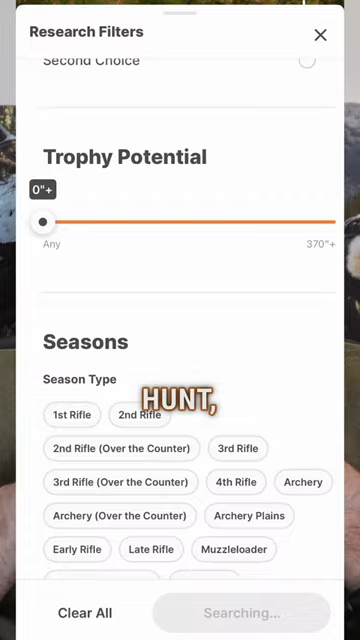 Research Filters
Second Choice
Trophy Potential
0"+
Any 370"+
Seasons
Season Type
HUNT,
1st Rifle 2nd Rifle
2nd Rifle (Over the Counter) 3rd Rifle
3rd Rifle (Over the Counter) 4th Rifle Archery
Archery (Over the Counter) Archery Plains
Early Rifle Late Rifle Muzzleloader
Clear All Searching...